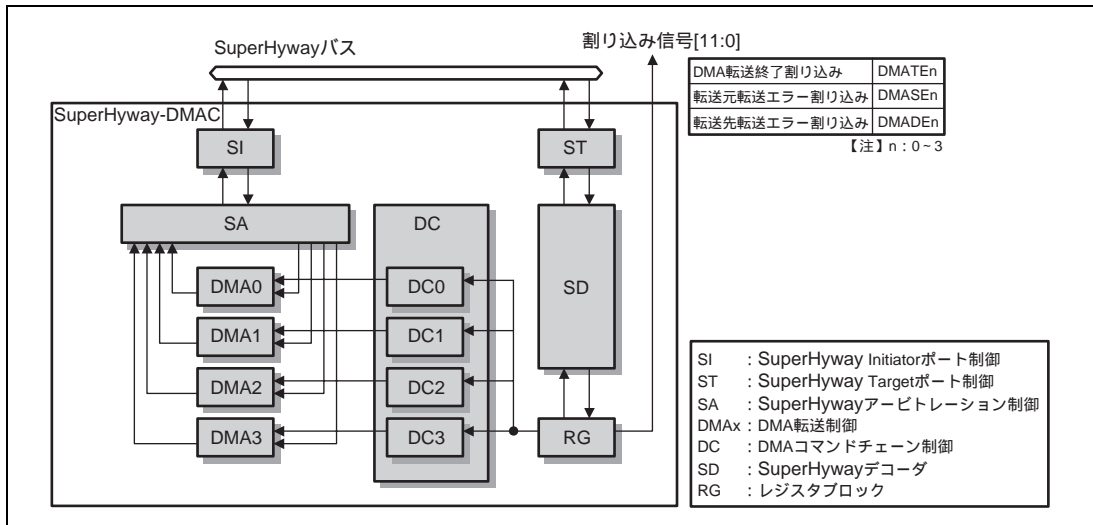 SuperHywayバス
割り込み信号[11:0]
DMA転送終了割り込み DMATEn
転送元転送エラー割り込み DMASEn
転送先転送エラー割り込み DMADEn
【注】n:0~3
SuperHyway-DMAC
SI
ST
SA
DC
SD
DMA0
DC0
DMA1
DC1
DMA2
DC2
DMA3
DC3
RG
SI :SuperHyway Initiatorポート制御
ST :SuperHyway Targetポート制御
SA :SuperHywayアービトレーション制御
DMAx:DMA転送制御
DC :DMAコマンドチェーン制御
SD :SuperHywayデコーダ
RG :レジスタブロック